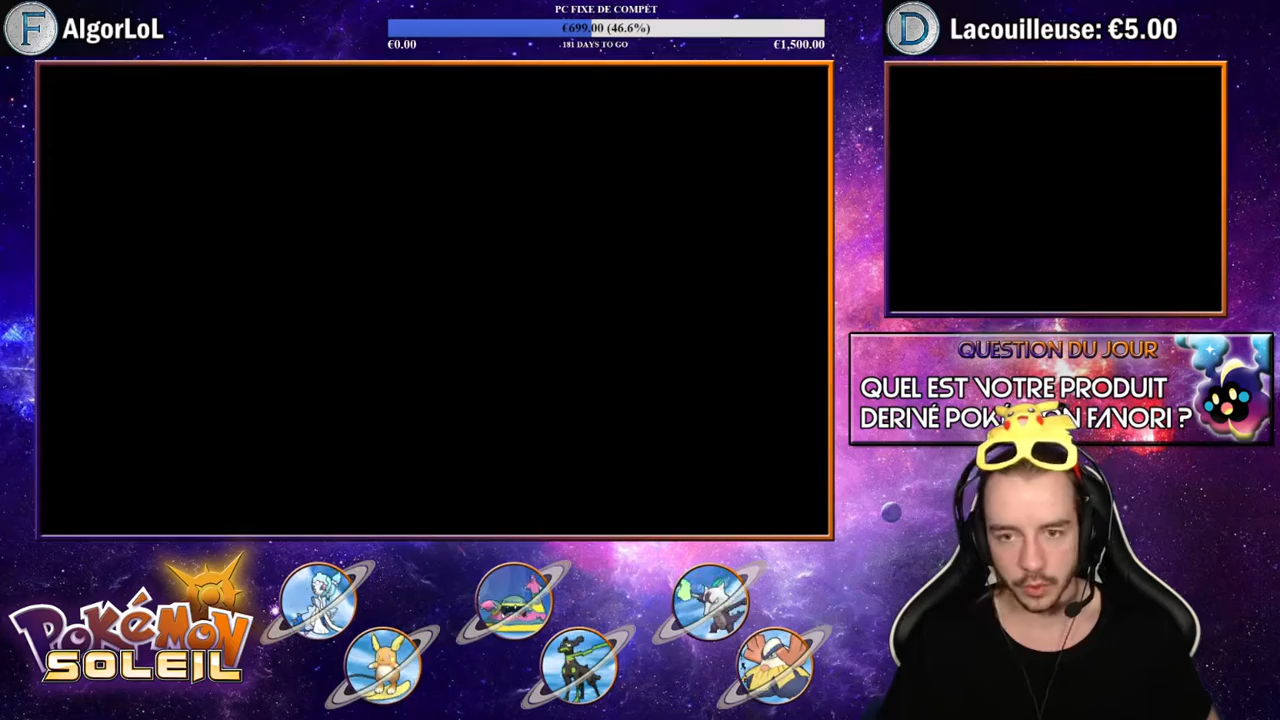 F
AlgorLoL
PC FIXE DE COMPÉT
€699.00 (46.6%)
€0.00
181 DAYS TO GO
€1,500.00
D
Lacouilleuse: €5.00
QUESTION DU JOUR
QUEL EST VOTRE PRODUIT
DERIVÉ FAVORI ?
POKÉMON
SOLEIL